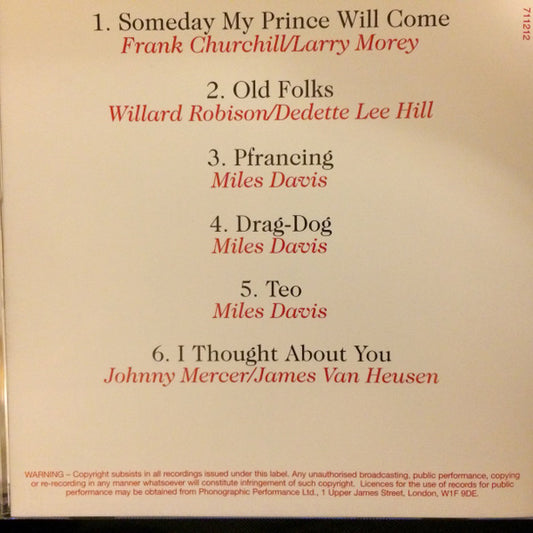 711212
1. Someday My Prince Will Come
Frank Churchill/Larry Morey
2. Old Folks
Willard Robison/Dedette Lee Hill
3. Pfrancing
Miles Davis
4. Drag-Dog
Miles Davis
5. Teo
Miles Davis
6. I Thought About You
Johnny Mercer/James Van Heusen
WARNING – Copyright subsists in all recordings issued under this label. Any unauthorised broadcasting, public performance, copying
or re-recording in any manner whatsoever will constitute infringement of such copyright. Licences for the use of records for public
performance may be obtained from Phonographic Performance Ltd., 1 Upper James Street, London, W1F 9DE.